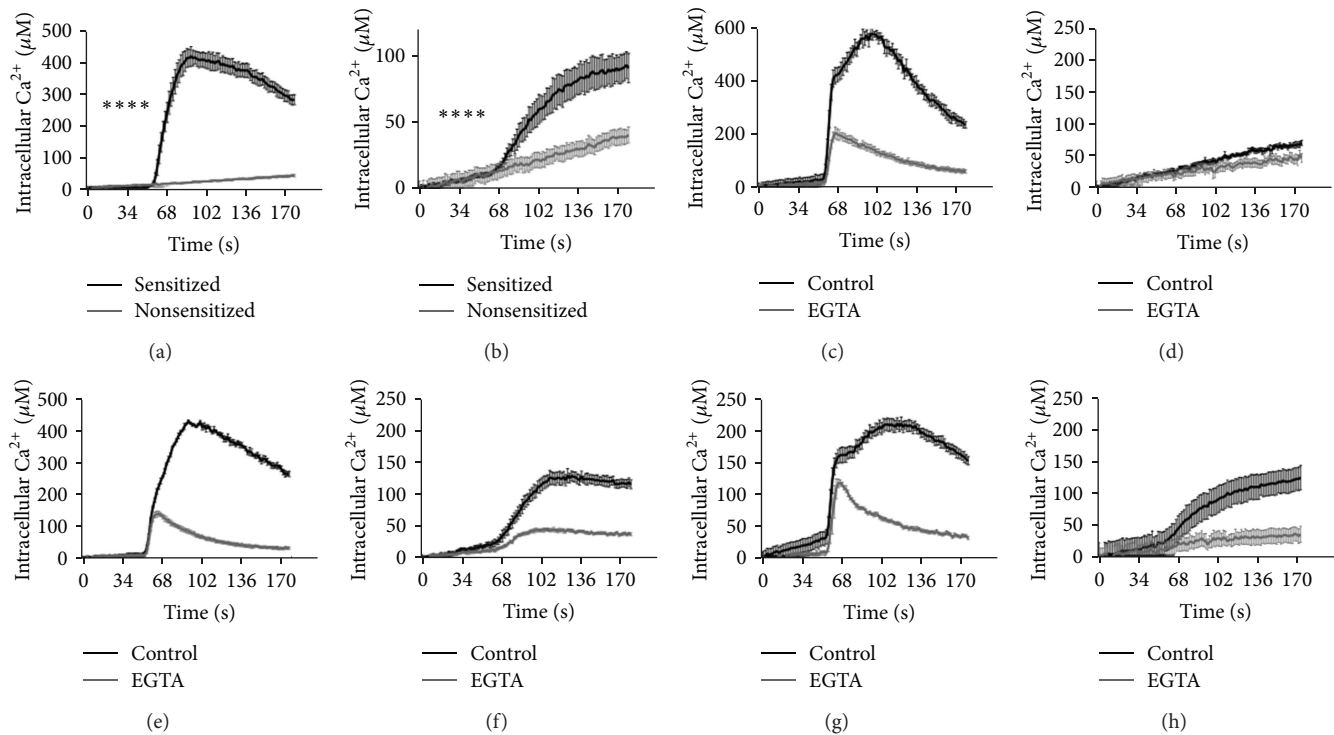 Intracellular Ca²⁺ (μM)
500
400
300
200
100
0
****
0 34 68 102 136 170
Time (s)
Sensitized
Nonsensitized
(a)
Intracellular Ca²⁺ (μM)
100
50
0
****
0 34 68 102 136 170
Time (s)
Sensitized
Nonsensitized
(b)
Intracellular Ca²⁺ (μM)
600
400
200
0
0 34 68 102 136 170
Time (s)
Control
EGTA
(c)
Intracellular Ca²⁺ (μM)
250
200
150
100
50
0
0 34 68 102 136 170
Time (s)
Control
EGTA
(d)
Intracellular Ca²⁺ (μM)
500
400
300
200
100
0
0 34 68 102 136 170
Time (s)
Control
EGTA
(e)
Intracellular Ca²⁺ (μM)
250
200
150
100
50
0
0 34 68 102 136 170
Time (s)
Control
EGTA
(f)
Intracellular Ca²⁺ (μM)
250
200
150
100
50
0
0 34 68 102 136 170
Time (s)
Control
EGTA
(g)
Intracellular Ca²⁺ (μM)
250
200
150
100
50
0
0 34 68 102 136 170
Time (s)
Control
EGTA
(h)